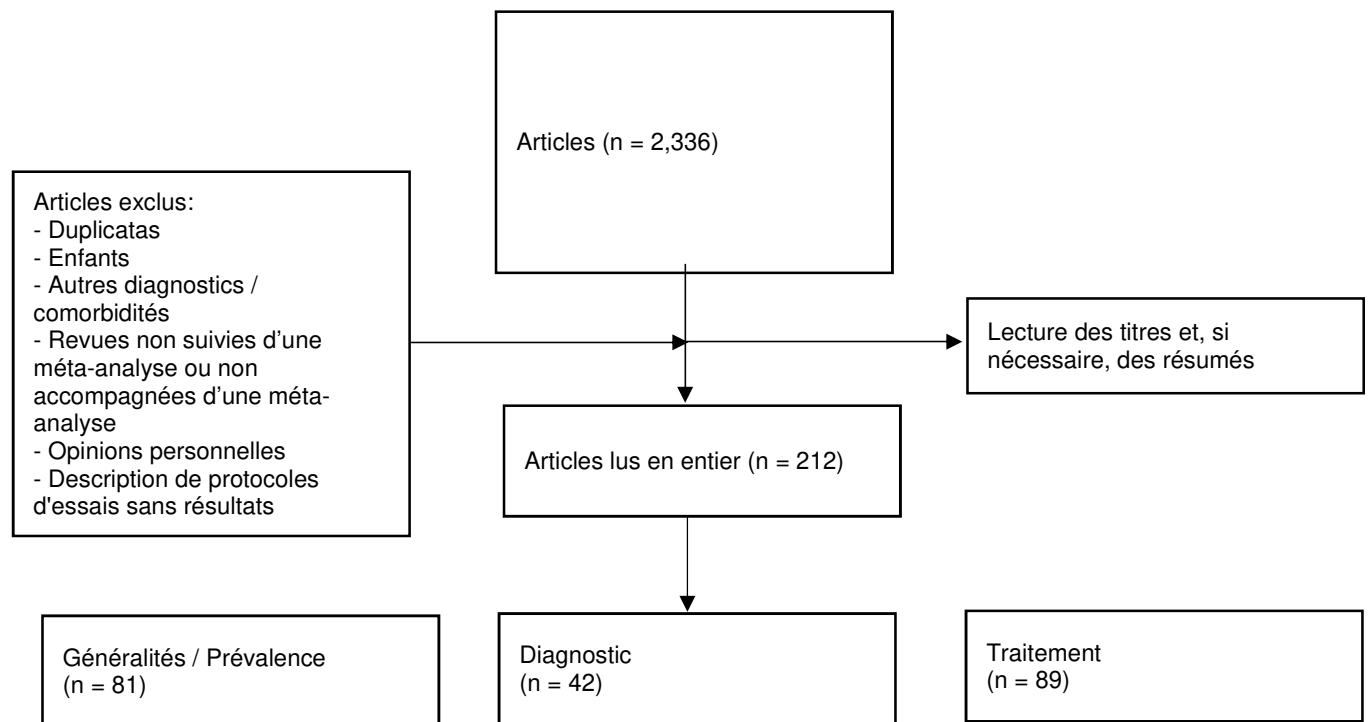 Articles (n = 2,336)
Articles exclus:
- Duplicatas
- Enfants
- Autres diagnostics /
comorbidités
- Revues non suivies d’une
méta-analyse ou non
accompagnées d’une méta-
analyse
- Opinions personnelles
- Description de protocoles
d'essais sans résultats
Lecture des titres et, si
nécessaire, des résumés
Articles lus en entier (n = 212)
Généralités / Prévalence
(n = 81)
Diagnostic
(n = 42)
Traitement
(n = 89)